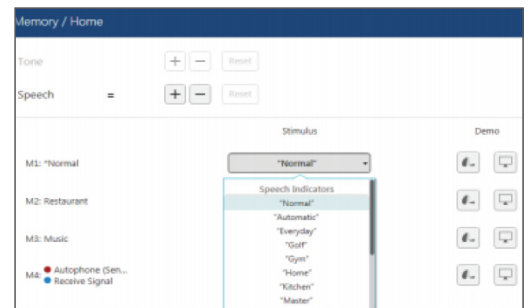 Memory / Home
Tone + − Reset
Speech = + − Reset
Stimulus Demo
M1: "Normal "Normal"
Speech Indicators
"Normal"
M2: Restaurant
"Automatic"
"Everyday"
M3: Music
"Golf"
"Gym"
"Home"
M4: Autophone (Sen...
Receive Signal
"Kitchen"
"Master"